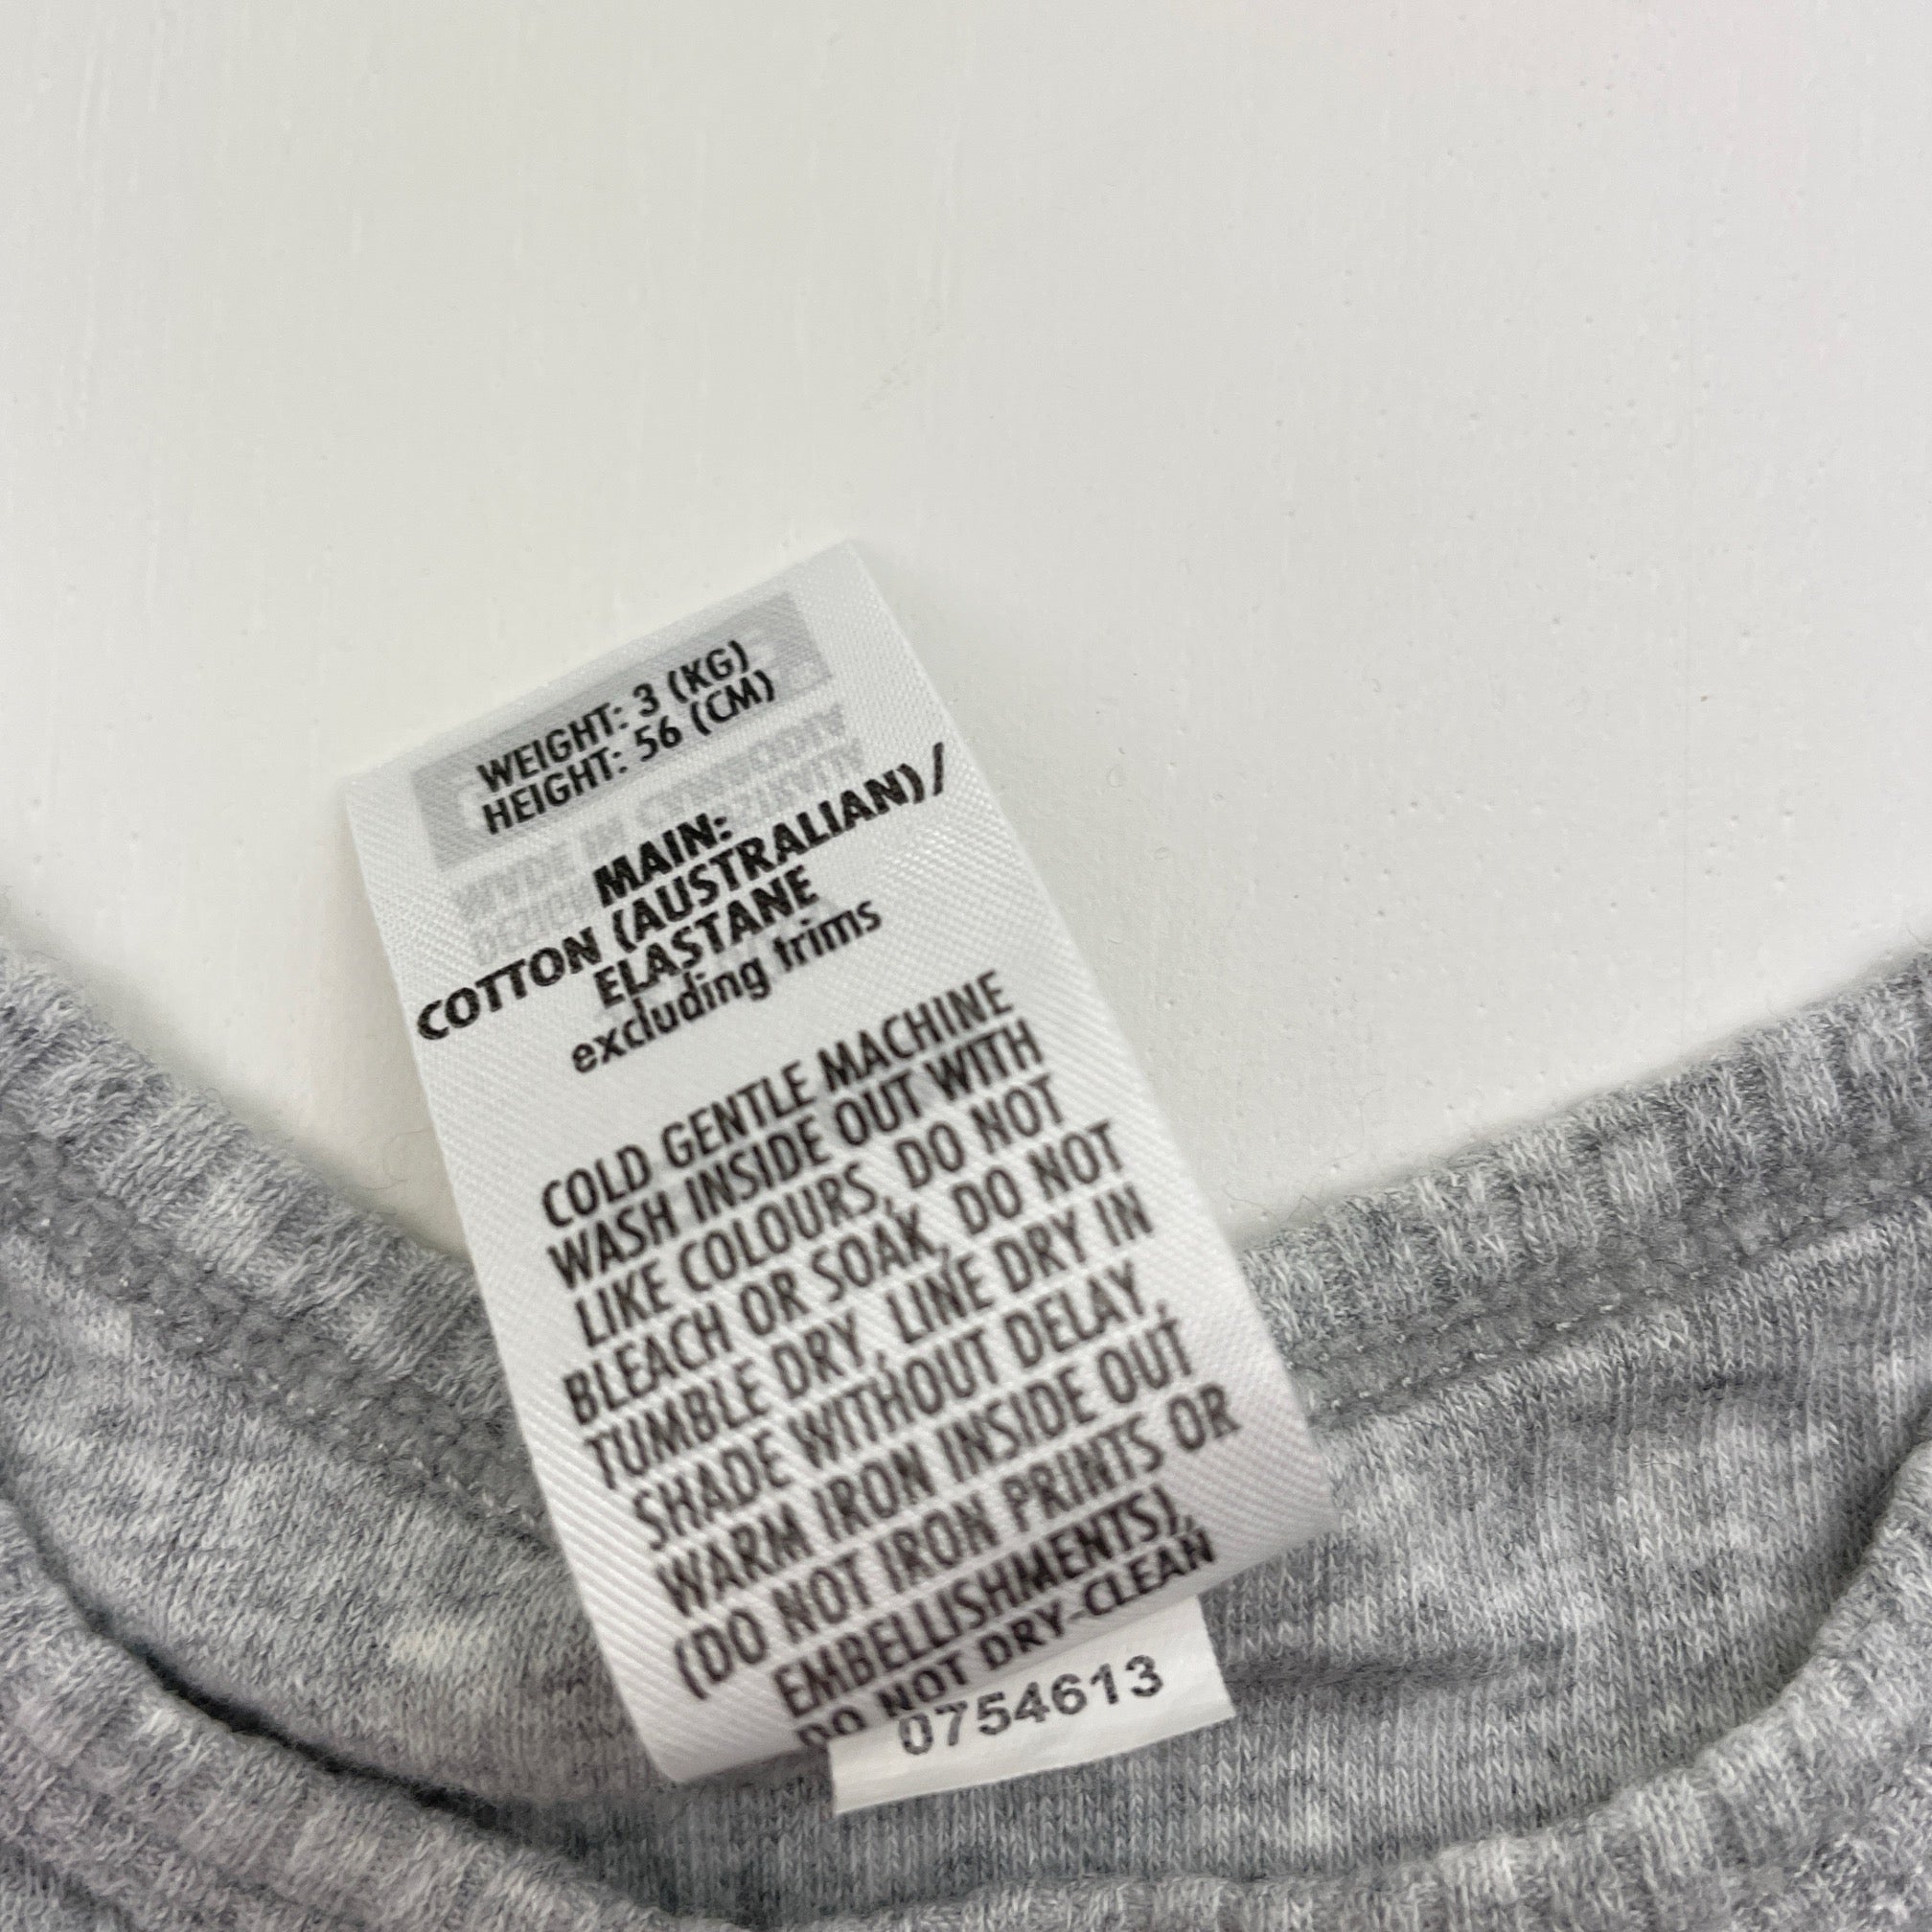 WEIGHT: 3 (KG)
HEIGHT: 56 (CM)
MAIN:
COTTON (AUSTRALIAN)/
ELASTANE
excluding trims
COLD GENTLE MACHINE
WASH INSIDE OUT WITH
LIKE COLOURS, DO NOT
BLEACH OR SOAK, DO NOT
TUMBLE DRY, LINE DRY IN
SHADE WITHOUT DELAY,
WARM IRON INSIDE OUT
(DO NOT IRON PRINTS OR
EMBELLISHMENTS),
DO NOT DRY-CLEAN
0754613